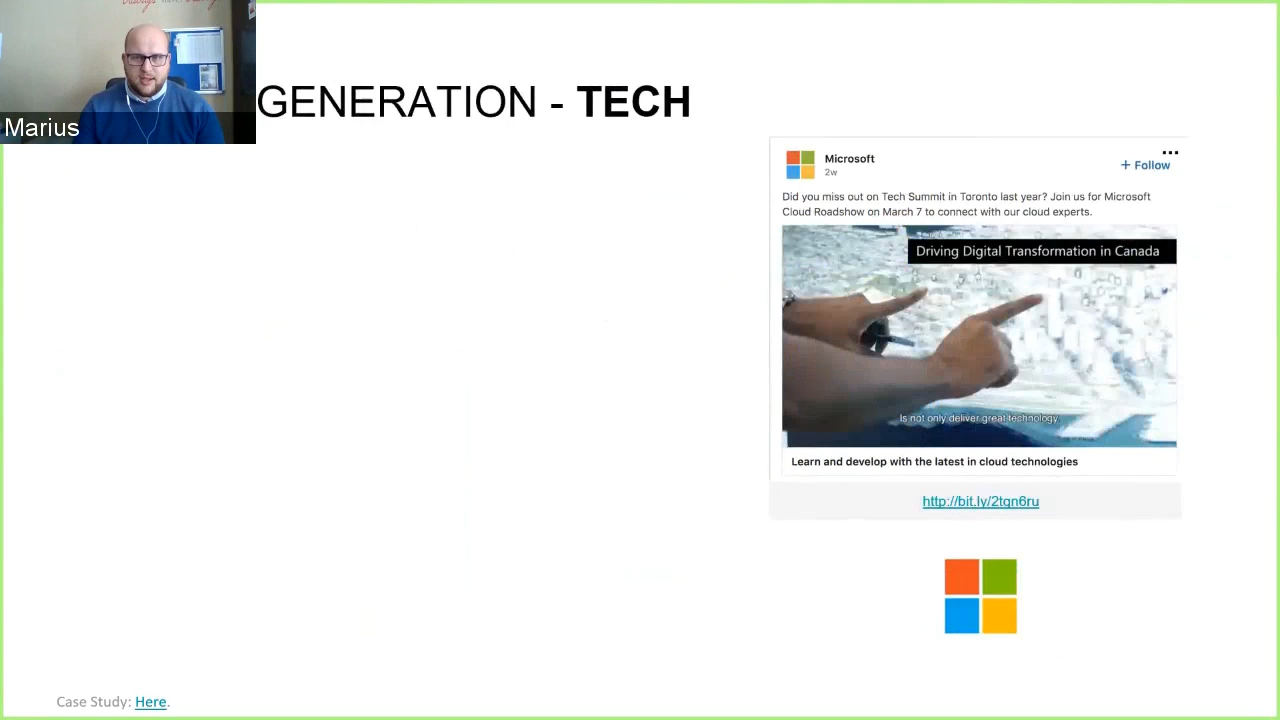 Marius
GENERATION - TECH
Microsoft
2w
+ Follow
Did you miss out on Tech Summit in Toronto last year? Join us for Microsoft
Cloud Roadshow on March 7 to connect with our cloud experts.
Driving Digital Transformation in Canada
Is not only deliver great technology
Learn and develop with the latest in cloud technologies
http://bit.ly/2tqn6ru
Case Study: Here.